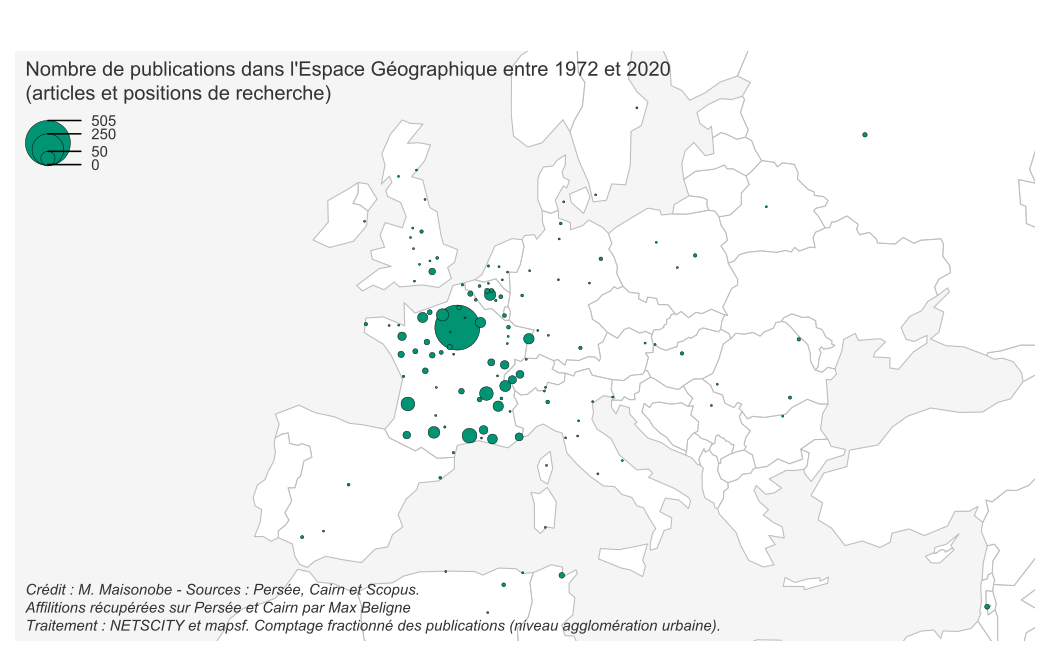 Nombre de publications dans l'Espace Géographique entre 1972 et 2020
(articles et positions de recherche)
505
250
50
0
Crédit : M. Maisonobe - Sources : Persée, Cairn et Scopus.
Affilitions récupérées sur Persée et Cairn par Max Beligne
Traitement : NETSCITY et mapsf. Comptage fractionné des publications (niveau agglomération urbaine).